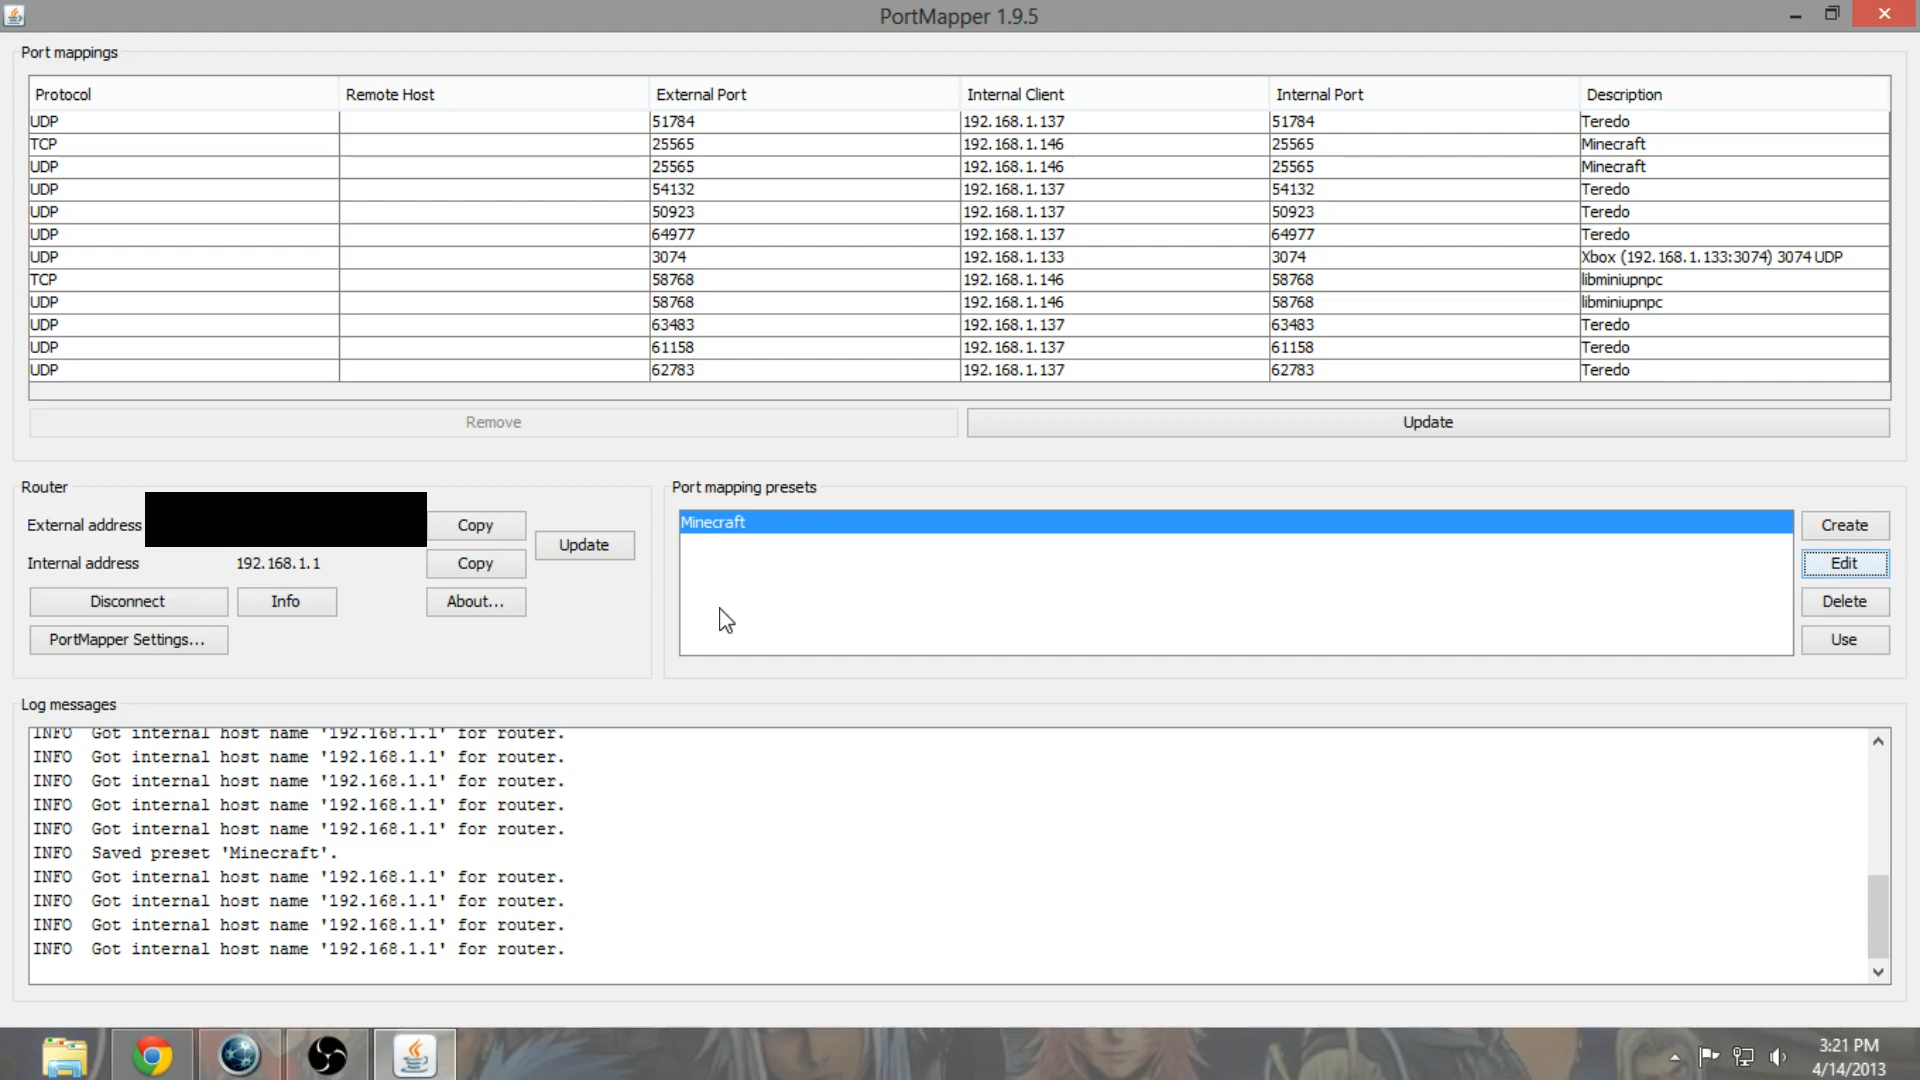 PortMapper 1.9.5
Port mappings
Protocol Remote Host External Port Internal Client Internal Port Description
UDP 51784 192.168.1.137 51784 Teredo
TCP 25565 192.168.1.146 25565 Minecraft
UDP 25565 192.168.1.146 25565 Minecraft
UDP 54132 192.168.1.137 54132 Teredo
UDP 50923 192.168.1.137 50923 Teredo
UDP 64977 192.168.1.137 64977 Teredo
UDP 3074 192.168.1.133 3074 Xbox (192.168.1.133:3074) 3074 UDP
TCP 58768 192.168.1.146 58768 libminiupnpc
UDP 58768 192.168.1.146 58768 libminiupnpc
UDP 63483 192.168.1.137 63483 Teredo
UDP 61158 192.168.1.137 61158 Teredo
UDP 62783 192.168.1.137 62783 Teredo
Remove Update
Router
External address Copy
Update
Internal address 192.168.1.1 Copy
Disconnect Info About...
PortMapper Settings...
Port mapping presets
Minecraft
Create
Edit
Delete
Use
Log messages
INFO Got internal host name '192.168.1.1' for router.
INFO Got internal host name '192.168.1.1' for router.
INFO Got internal host name '192.168.1.1' for router.
INFO Got internal host name '192.168.1.1' for router.
INFO Got internal host name '192.168.1.1' for router.
INFO Saved preset 'Minecraft'.
INFO Got internal host name '192.168.1.1' for router.
INFO Got internal host name '192.168.1.1' for router.
INFO Got internal host name '192.168.1.1' for router.
INFO Got internal host name '192.168.1.1' for router.
3:21 PM
4/14/2013